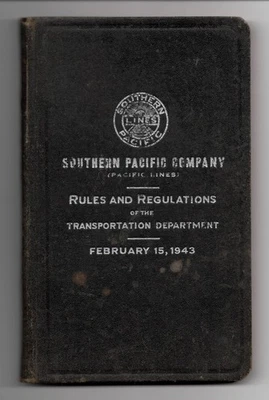 SOUTHERN
LINES
PACIFIC
SOUTHERN PACIFIC COMPANY
(PACIFIC LINES)
RULES AND REGULATIONS
OF THE
TRANSPORTATION DEPARTMENT
FEBRUARY 15, 1943